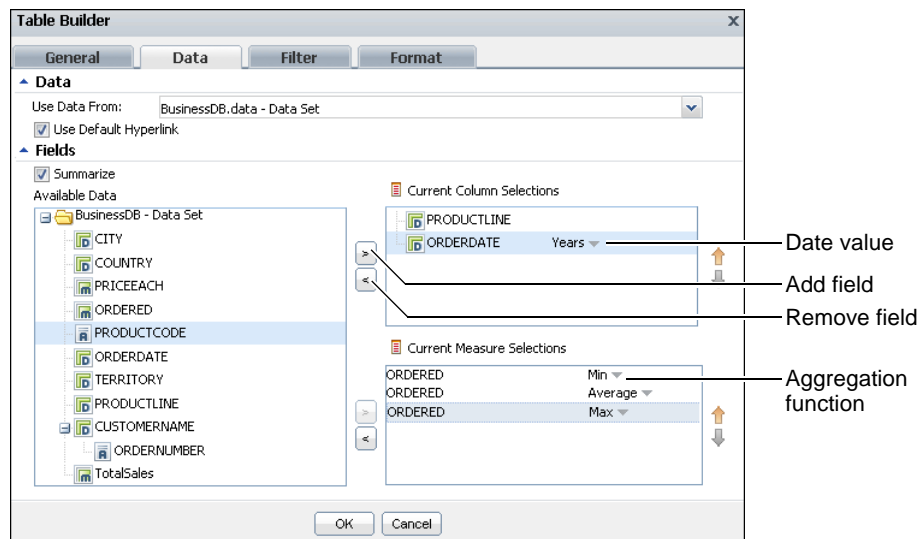 Table Builder
x
General Data Filter Format
Data
Use Data From: BusinessDB.data - Data Set
Use Default Hyperlink
Fields
Summarize
Available Data
BusinessDB - Data Set
CITY
COUNTRY
PRICEEACH
ORDERED
PRODUCTCODE
ORDERDATE
TERRITORY
PRODUCTLINE
CUSTOMERNAME
ORDERNUMBER
TotalSales
>
<
>
<
Current Column Selections
PRODUCTLINE
ORDERDATE Years
Current Measure Selections
ORDERED Min
ORDERED Average
ORDERED Max
Date value
Add field
Remove field
Aggregation
function
OK Cancel